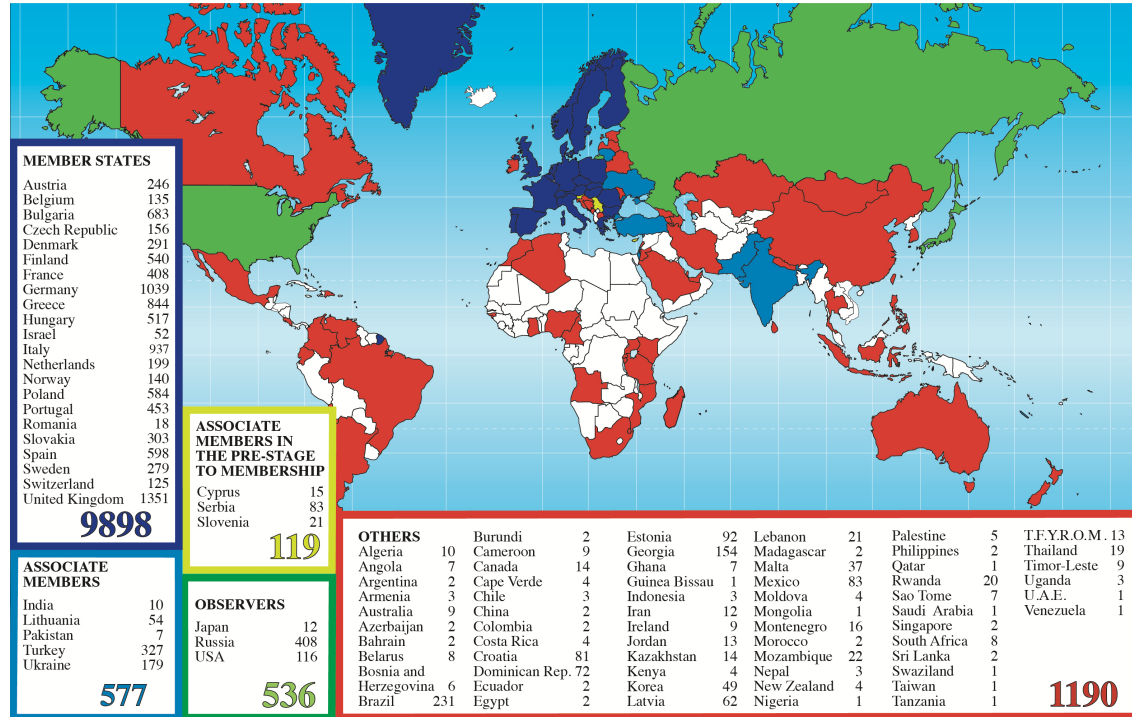 MEMBER STATES
Austria 246
Belgium 135
Bulgaria 683
Czech Republic 156
Denmark 291
Finland 540
France 408
Germany 1039
Greece 844
Hungary 517
Israel 52
Italy 937
Netherlands 199
Norway 140
Poland 584
Portugal 453
Romania 18
Slovakia 303
Spain 598
Sweden 279
Switzerland 125
United Kingdom 1351
9898
ASSOCIATE
MEMBERS
India 10
Lithuania 54
Pakistan 7
Turkey 327
Ukraine 179
577
ASSOCIATE
MEMBERS IN
THE PRE-STAGE
TO MEMBERSHIP
Cyprus 15
Serbia 83
Slovenia 21
119
OBSERVERS
Japan 12
Russia 408
USA 116
536
OTHERS
Algeria 10
Angola 7
Argentina 2
Armenia 3
Australia 9
Azerbaijan 2
Bahrain 2
Belarus 8
Bosnia and
Herzegovina 6
Brazil 231
Burundi 2
Cameroon 9
Canada 14
Cape Verde 4
Chile 3
China 2
Colombia 2
Costa Rica 4
Croatia 81
Dominican Rep. 72
Ecuador 2
Egypt 2
Estonia 92
Georgia 154
Ghana 7
Guinea Bissau 1
Indonesia 3
Iran 12
Ireland 9
Jordan 13
Kazakhstan 14
Kenya 4
Korea 49
Latvia 62
Lebanon 21
Madagascar 2
Malta 37
Mexico 83
Moldova 4
Mongolia 1
Montenegro 16
Morocco 2
Mozambique 22
Nepal 3
New Zealand 4
Nigeria 1
Palestine 5
Philippines 2
Qatar 1
Rwanda 20
Sao Tome 7
Saudi Arabia 1
Singapore 2
South Africa 8
Sri Lanka 2
Swaziland 1
Taiwan 1
Tanzania 1
T.F.Y.R.O.M. 13
Thailand 19
Timor-Leste 9
Uganda 3
U.A.E. 1
Venezuela 1
1190